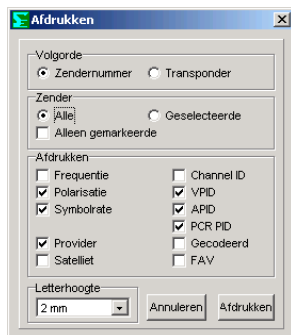 Afdrukken
Volgorde
Zendernummer Transponder
Zender
Alle Geselecteerde
Alleen gemarkeerde
Afdrukken
Frequentie Channel ID
Polarisatie VPID
Symbolrate APID
PCR PID
Provider Gecodeerd
Satelliet FAV
Letterhoogte
2 mm Annuleren Afdrukken